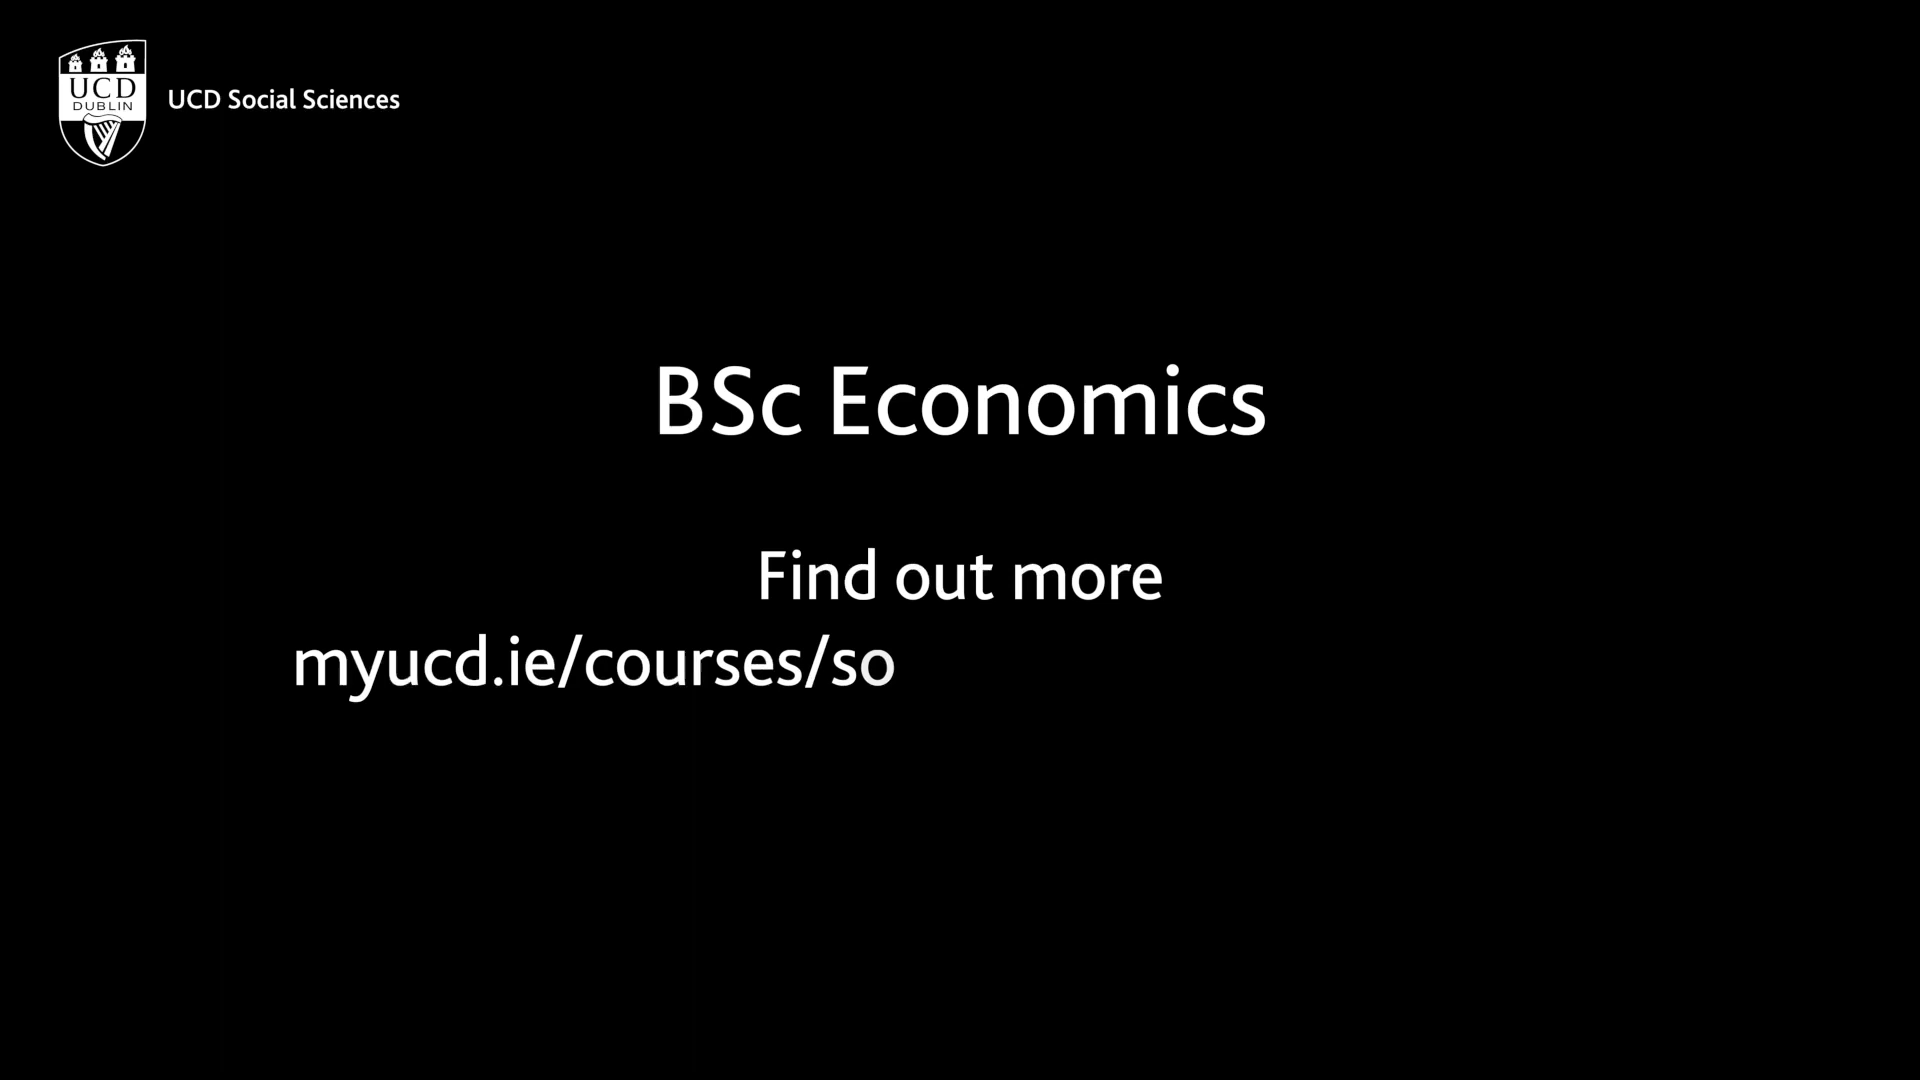 UCD
DUBLIN
UCD Social Sciences
BSc Economics
Find out more
myucd.ie/courses/so